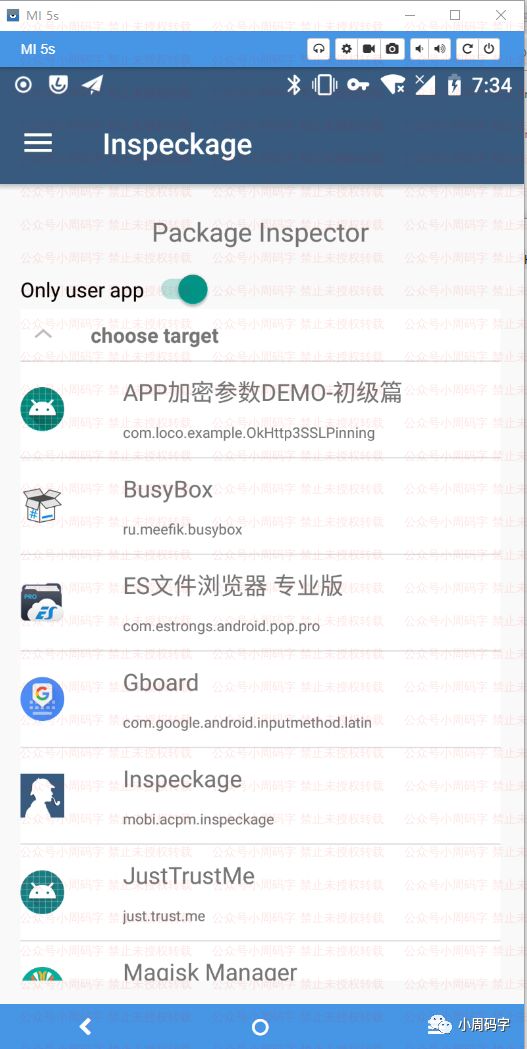 MI 5s
MI 5s
7:34
Inspeckage
Package Inspector
Only user app
choose target
APP加密参数DEMO-初级篇
com.loco.example.OkHttp3SSLPinning
BusyBox
ru.meefik.busybox
ES文件浏览器 专业版
com.estrongs.android.pop.pro
Gboard
com.google.android.inputmethod.latin
Inspeckage
mobi.acpm.inspeckage
JustTrustMe
just.trust.me
Magisk Manager
小周码字
公众号小周码字 禁止未授权转载